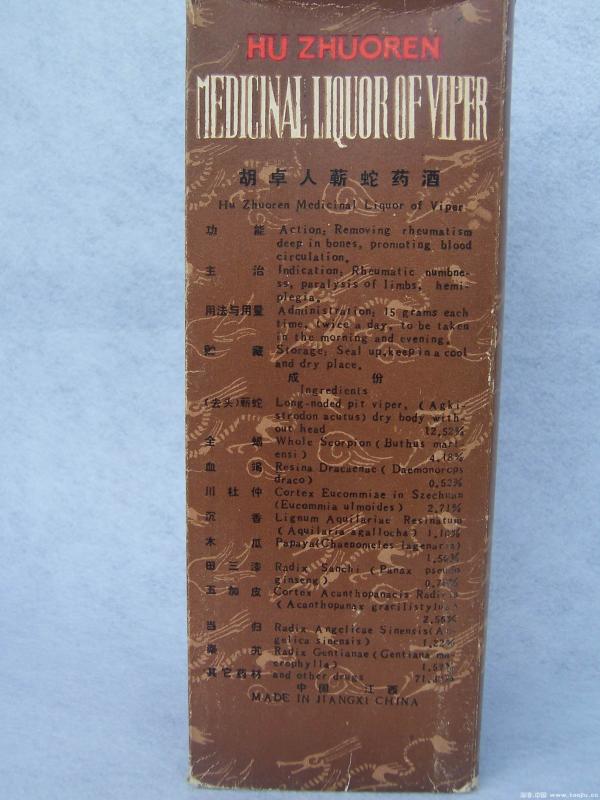 HU ZHUOREN
MEDICINAL LIQUOR OF VIPER
胡卓人蕲蛇药酒
Hu Zhuoren Medicinal Liquor of Viper
功 能 Action: Removing rheumatism
deep in bones, promoting blood
circulation.
主 治 Indication: Rheumatic numbne-
ss, paralysis of limbs, hemi-
plegia.
用法与用量 Administration: 15 grams each
time, twice a day, to be taken
in the morning and evening.
贮 藏 Storage: Seal up,keep in a cool
and dry place.
成 份
Ingredients
(去头)蕲蛇 Long-noded pit viper, (Agki-
strodon acutus) dry body with-
out head 12.52%
全 蝎 Whole Scorpion (Buthus mart-
ensi) 4.18%
血 竭 Resina Dracaenae (Daemonorops
draco) 0.52%
川杜仲 Cortex Eucommiae in Szechuan
(Eucommia ulmoides) 2.71%
沉 香 Lignum Aquilariae Resinatum
(Aquilaria agallocha)
木 瓜 Papaya(Chaenomeles lagenaria)
田三漆 Radix Sanchi (Panax pseudo
ginseng)
五加皮 Cortex Acanthopanacis Radicis
(Acanthopanax gracilistylus)
2.56%
当 归 Radix Angelicae Sinensis(An-
gelica sinensis)
秦 艽 Radix Gentianae (Gentiana ma-
crophylla)
其它药材 and other drugs
中国 江西
MADE IN JIANGXI CHINA
www.taojiu.cn